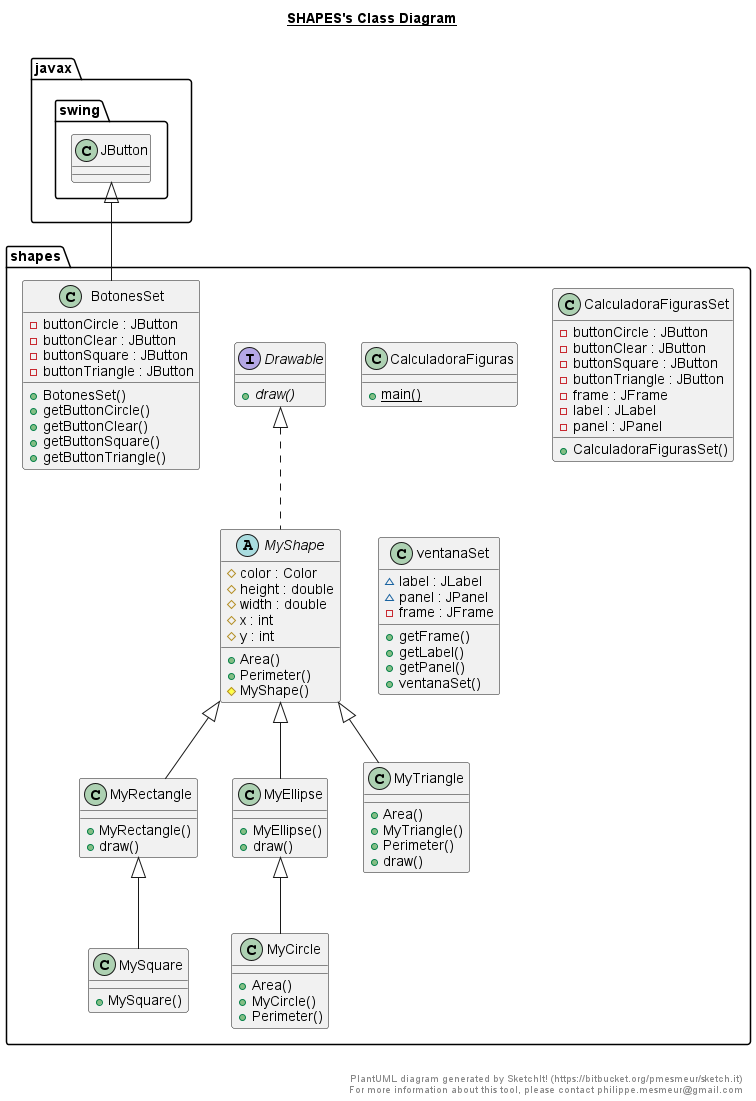 SHAPES's Class Diagram
javax
swing
C JButton
shapes
C BotonesSet
buttonCircle : JButton
buttonClear : JButton
buttonSquare : JButton
buttonTriangle : JButton
BotonesSet()
getButtonCircle()
getButtonClear()
getButtonSquare()
getButtonTriangle()
I Drawable
draw()
C CalculadoraFiguras
main()
C CalculadoraFigurasSet
buttonCircle : JButton
buttonClear : JButton
buttonSquare : JButton
buttonTriangle : JButton
frame : JFrame
label : JLabel
panel : JPanel
CalculadoraFigurasSet()
A MyShape
color : Color
height : double
width : double
x : int
y : int
Area()
Perimeter()
MyShape()
C ventanaSet
label : JLabel
panel : JPanel
frame : JFrame
getFrame()
getLabel()
getPanel()
ventanaSet()
C MyRectangle
MyRectangle()
draw()
C MyEllipse
MyEllipse()
draw()
C MyTriangle
Area()
MyTriangle()
Perimeter()
draw()
C MySquare
MySquare()
C MyCircle
Area()
MyCircle()
Perimeter()
PlantUML diagram generated by SketchIt! (https://bitbucket.org/pmesmeur/sketch.it)
For more information about this tool, please contact philippe.mesmeur@gmail.com